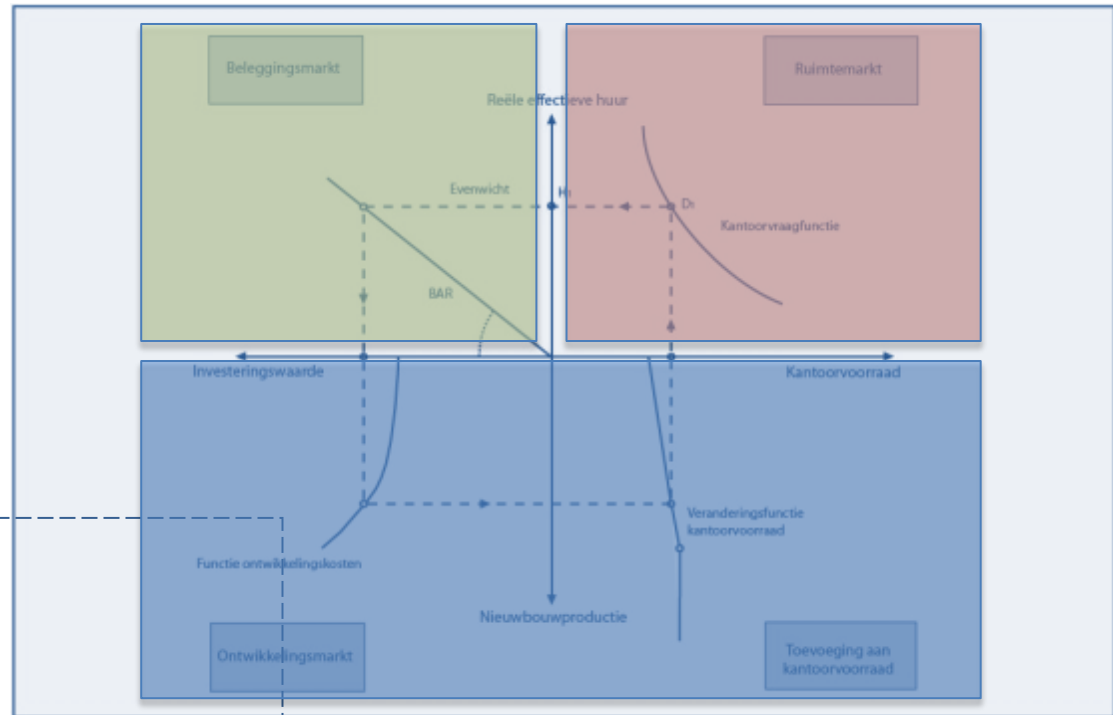 Beleggingsmarkt
Ruimtemarkt
Reële effectieve huur
Evenwicht
H₁
D₁
Kantoorvraagfunctie
BAR
Investeringswaarde
Kantoorvoorraad
Veranderingsfunctie
kantoorvoorraad
Functie ontwikkelingskosten
Nieuwbouwproductie
Ontwikkelingsmarkt
Toevoeging aan
kantoorvoorraad